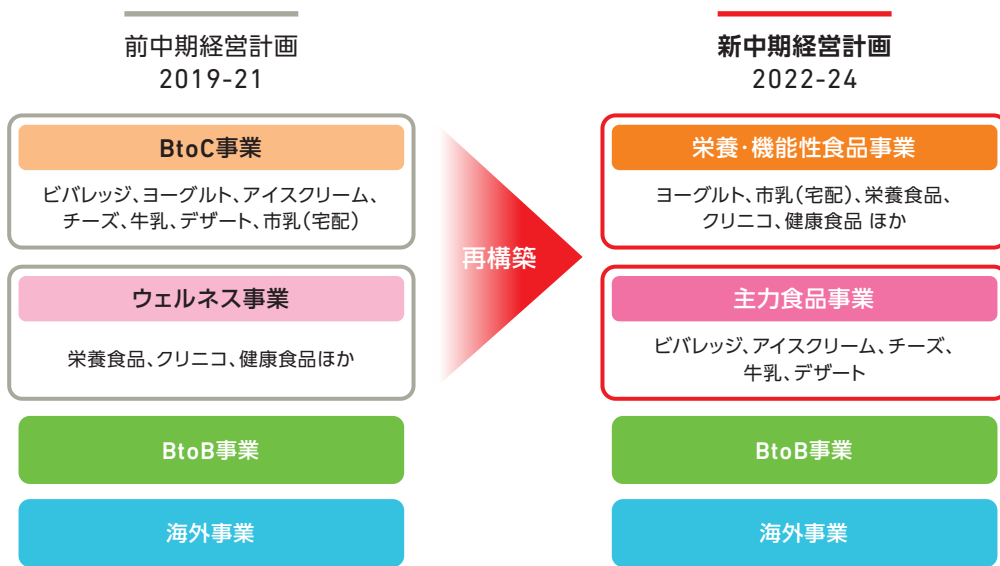 前中期経営計画
2019-21
BtoC事業
ビバレッジ、ヨーグルト、アイスクリーム、
チーズ、牛乳、デザート、市乳(宅配)
ウェルネス事業
栄養食品、クリニコ、健康食品ほか
BtoB事業
海外事業
再構築
新中期経営計画
2022-24
栄養・機能性食品事業
ヨーグルト、市乳(宅配)、栄養食品、
クリニコ、健康食品 ほか
主力食品事業
ビバレッジ、アイスクリーム、チーズ、
牛乳、デザート
BtoB事業
海外事業